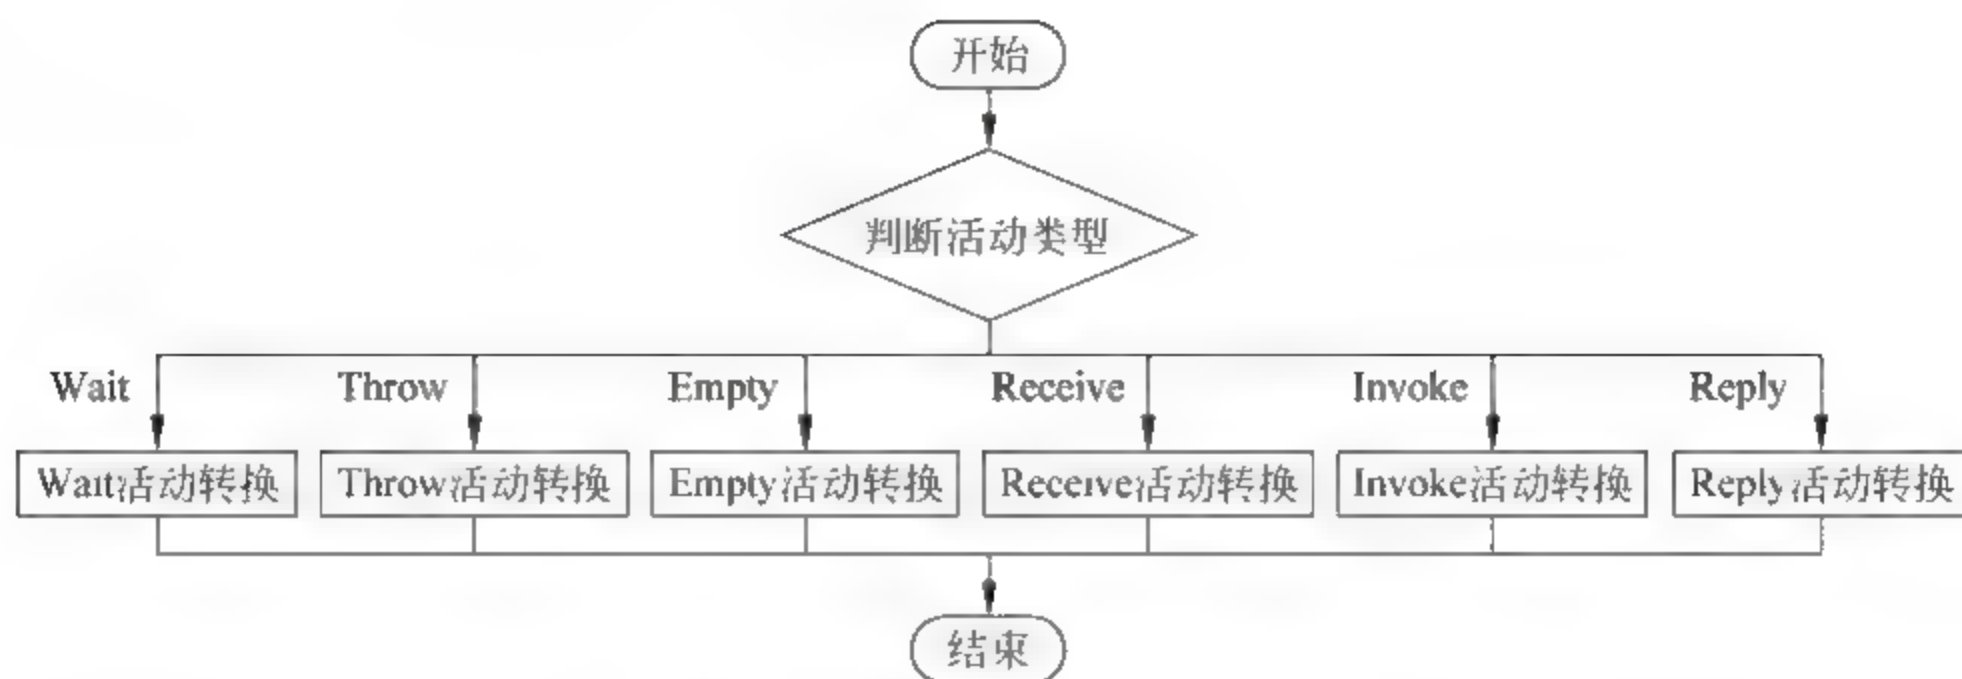 开始
判断活动类型
Wait Throw Empty Receive Invoke Reply
Wait活动转换 Throw活动转换 Empty活动转换 Receive活动转换 Invoke活动转换 Reply活动转换
结束